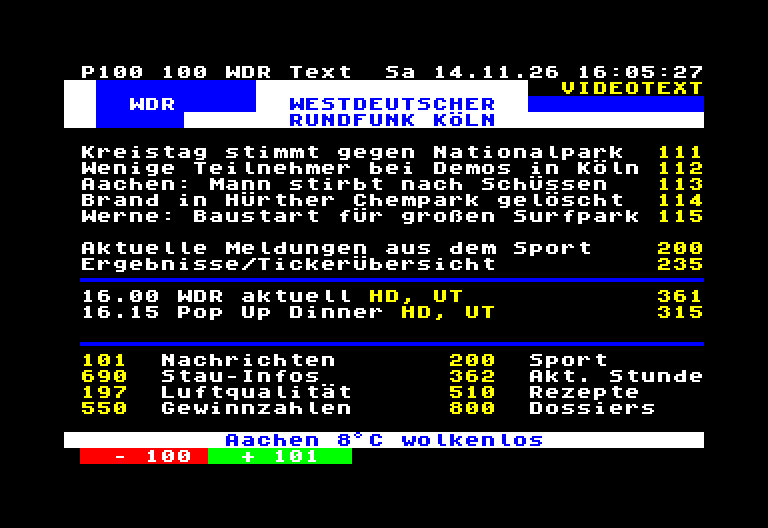 P100 100 WDR Text Sa 14.11.26 16:05:27
VIDEOTEXT
WDR WESTDEUTSCHER
RUNDFUNK KÖLN
Kreistag stimmt gegen Nationalpark 111
Wenige Teilnehmer bei Demos in Köln 112
Aachen: Mann stirbt nach Schüssen 113
Brand in Hürther Chempark gelöscht 114
Werne: Baustart für großen Surfpark 115
Aktuelle Meldungen aus dem Sport 200
Ergebnisse/Tickerübersicht 235
16.00 WDR aktuell HD, UT 361
16.15 Pop Up Dinner HD, UT 315
101 Nachrichten 200 Sport
690 Stau-Infos 362 Akt. Stunde
197 Luftqualität 510 Rezepte
550 Gewinnzahlen 800 Dossiers
Aachen 8°C wolkenlos
- 100 + 101